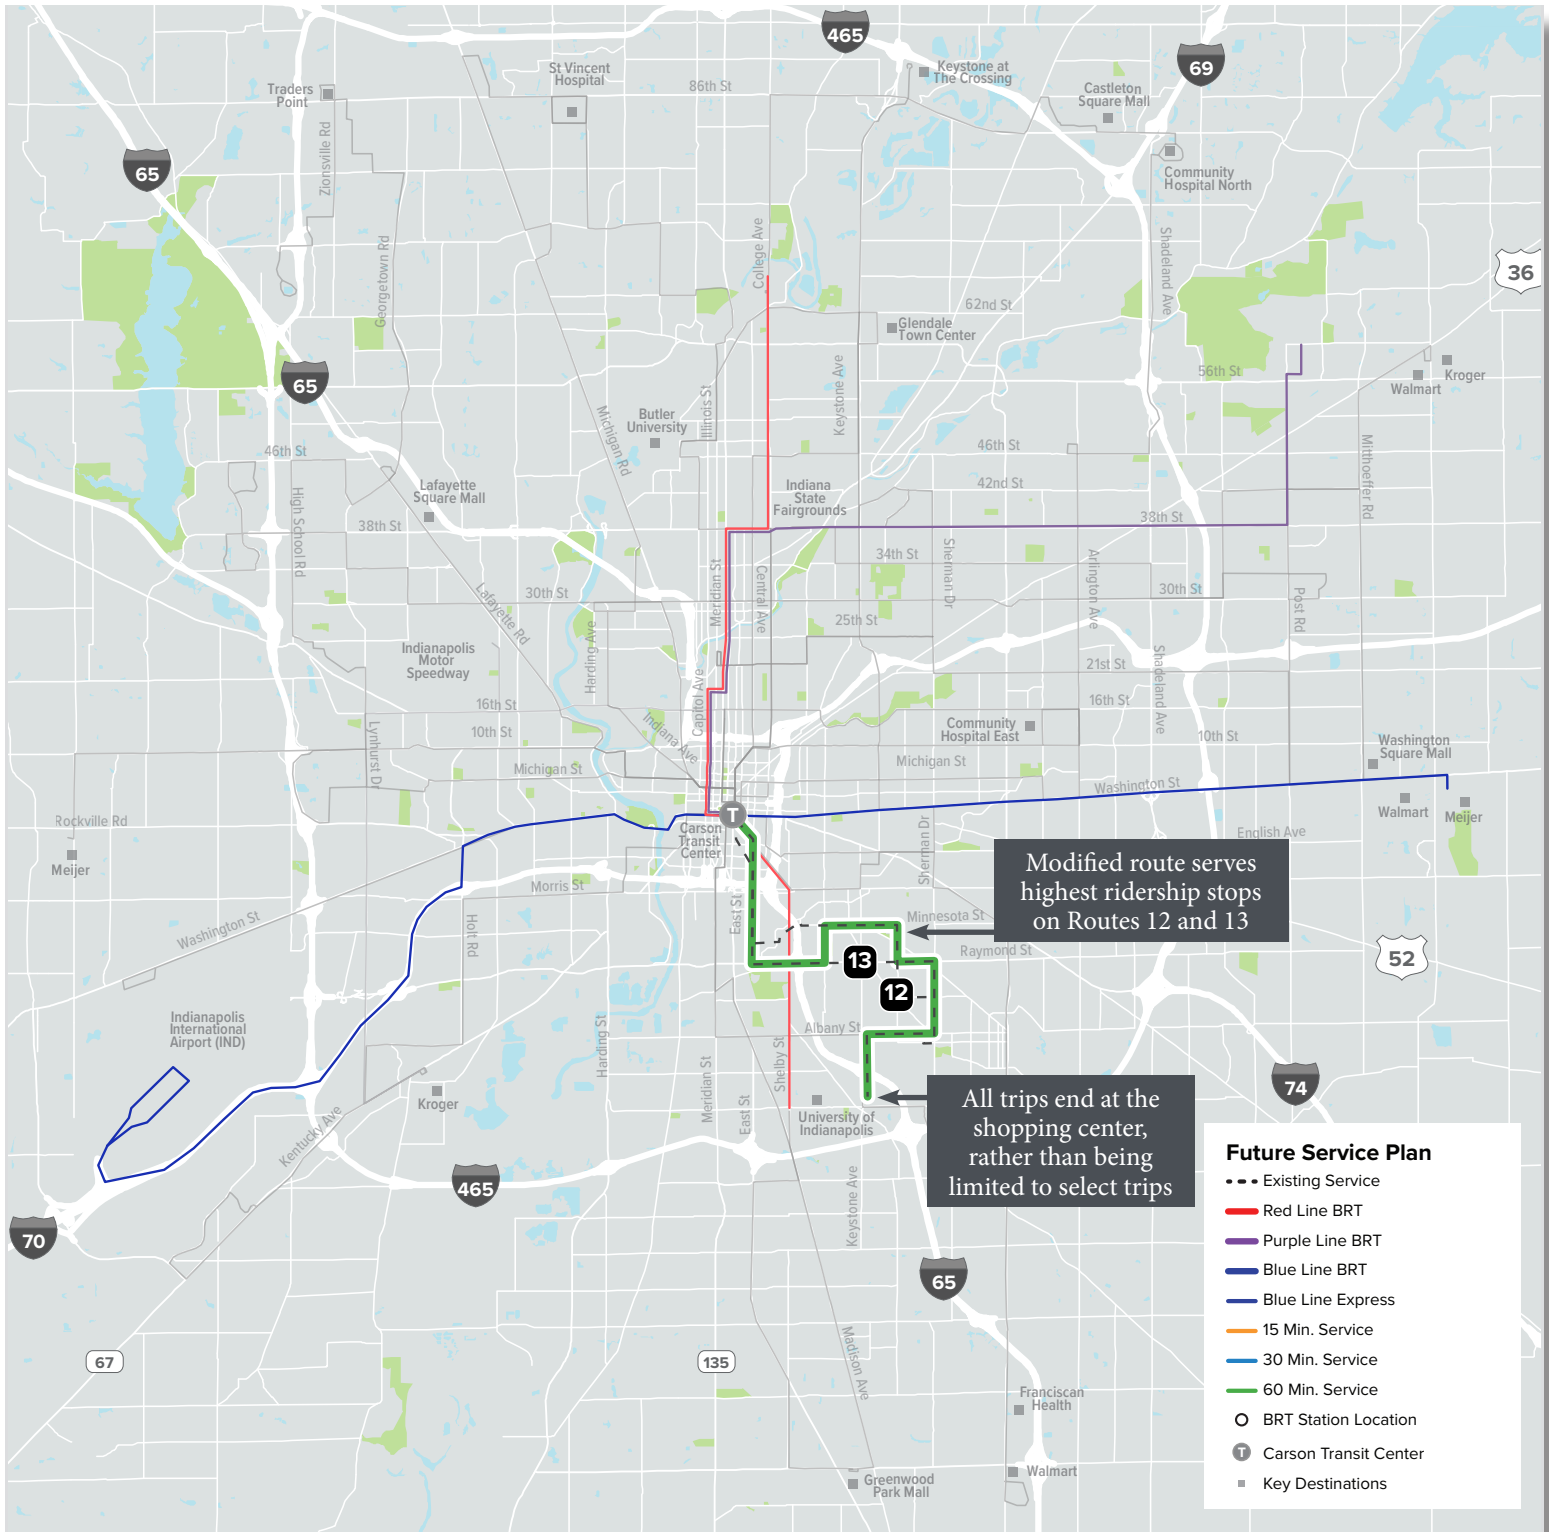 465
69
St Vincent
Hospital
Keystone at
The Crossing
86th St
Traders
Point
Castleton
Square Mall
Zionsville Rd
65
Community
Hospital North
College Ave
Shadeland Ave
Georgetown Rd
36
62nd St
Glendale
Town Center
65
56th St
Walmart
Kroger
Keystone Ave
Illinois St
Butler
University
Michigan Rd
46th St
46th St
Mitthoeffer Rd
Lafayette
Square Mall
42nd St
Indiana
State
Fairgrounds
High School Rd
38th St
38th St
34th St
Sherman Dr
Arlington Ave
Meridian St
Central Ave
30th St
30th St
Lafayette Rd
Post Rd
25th St
Harding Ave
Indianapolis
Motor
Speedway
21st St
Shadeland Ave
Capitol Ave
16th St
16th St
Indiana Ave
Community
Hospital East
10th St
10th St
Lynhurst Dr
Washington
Square Mall
Michigan St
Michigan St
Washington St
Walmart
Meijer
T
Rockville Rd
Carson
Transit
Center
English Ave
Sherman Dr
Meijer
Modified route serves
highest ridership stops
on Routes 12 and 13
Morris St
East St
Minnesota St
Washington St
Holt Rd
Raymond St
52
13
12
Indianapolis
International
Airport (IND)
Albany St
Harding St
Shelby St
Meridian St
East St
74
Kroger
University of
Indianapolis
All trips end at the
shopping center,
rather than being
limited to select trips
Kentucky Ave
465
Keystone Ave
70
65
67
135
Madison Ave
Franciscan
Health
Walmart
Greenwood
Park Mall
Future Service Plan
Existing Service
Red Line BRT
Purple Line BRT
Blue Line BRT
Blue Line Express
15 Min. Service
30 Min. Service
60 Min. Service
BRT Station Location
T Carson Transit Center
Key Destinations